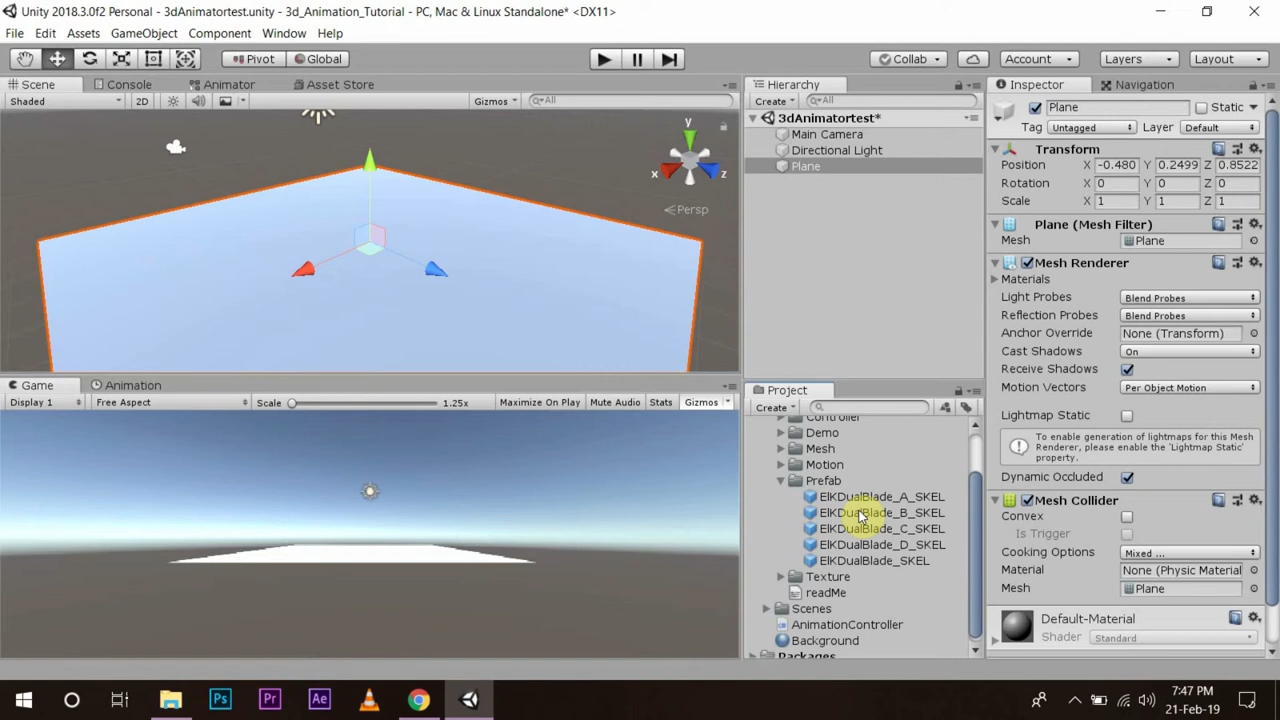 Unity 2018.3.0f2 - 3dAnimatortest.unity - 3d_Animation_Tutorial - PC, Mac & Linux Standalone* <DX11>
File Edit Assets GameObject Component Window Help
Pivot Global Collab Account Layers Layout
Scene Console Animator Asset Store
Shaded 2D Gizmos All
y
x z
Persp
Game Animation
Display 1 Free Aspect Scale 1.25x Maximize On Play Mute Audio Stats Gizmos
Hierarchy
Create All
3dAnimatortest*
Main Camera
Directional Light
Plane
Project
Create
Controller
Demo
Mesh
Motion
Prefab
ElKDualBlade_A_SKEL
ElKDualBlade_B_SKEL
ElKDualBlade_C_SKEL
ElKDualBlade_D_SKEL
ElKDualBlade_SKEL
Texture
readMe
Scenes
AnimationController
Background
Packages
Inspector Navigation
Plane Static
Tag Untagged Layer Default
Transform
Position X -0.480 Y 0.2499 Z 0.8522
Rotation X 0 Y 0 Z 0
Scale X 1 Y 1 Z 1
Plane (Mesh Filter)
Mesh Plane
Mesh Renderer
Materials
Light Probes Blend Probes
Reflection Probes Blend Probes
Anchor Override None (Transform)
Cast Shadows On
Receive Shadows
Motion Vectors Per Object Motion
Lightmap Static
To enable generation of lightmaps for this Mesh
Renderer, please enable the 'Lightmap Static'
property.
Dynamic Occluded
Mesh Collider
Convex
Is Trigger
Cooking Options Mixed ...
Material None (Physic Material
Mesh Plane
Default-Material
Shader Standard
Ps Pr Ae
7:47 PM
21-Feb-19